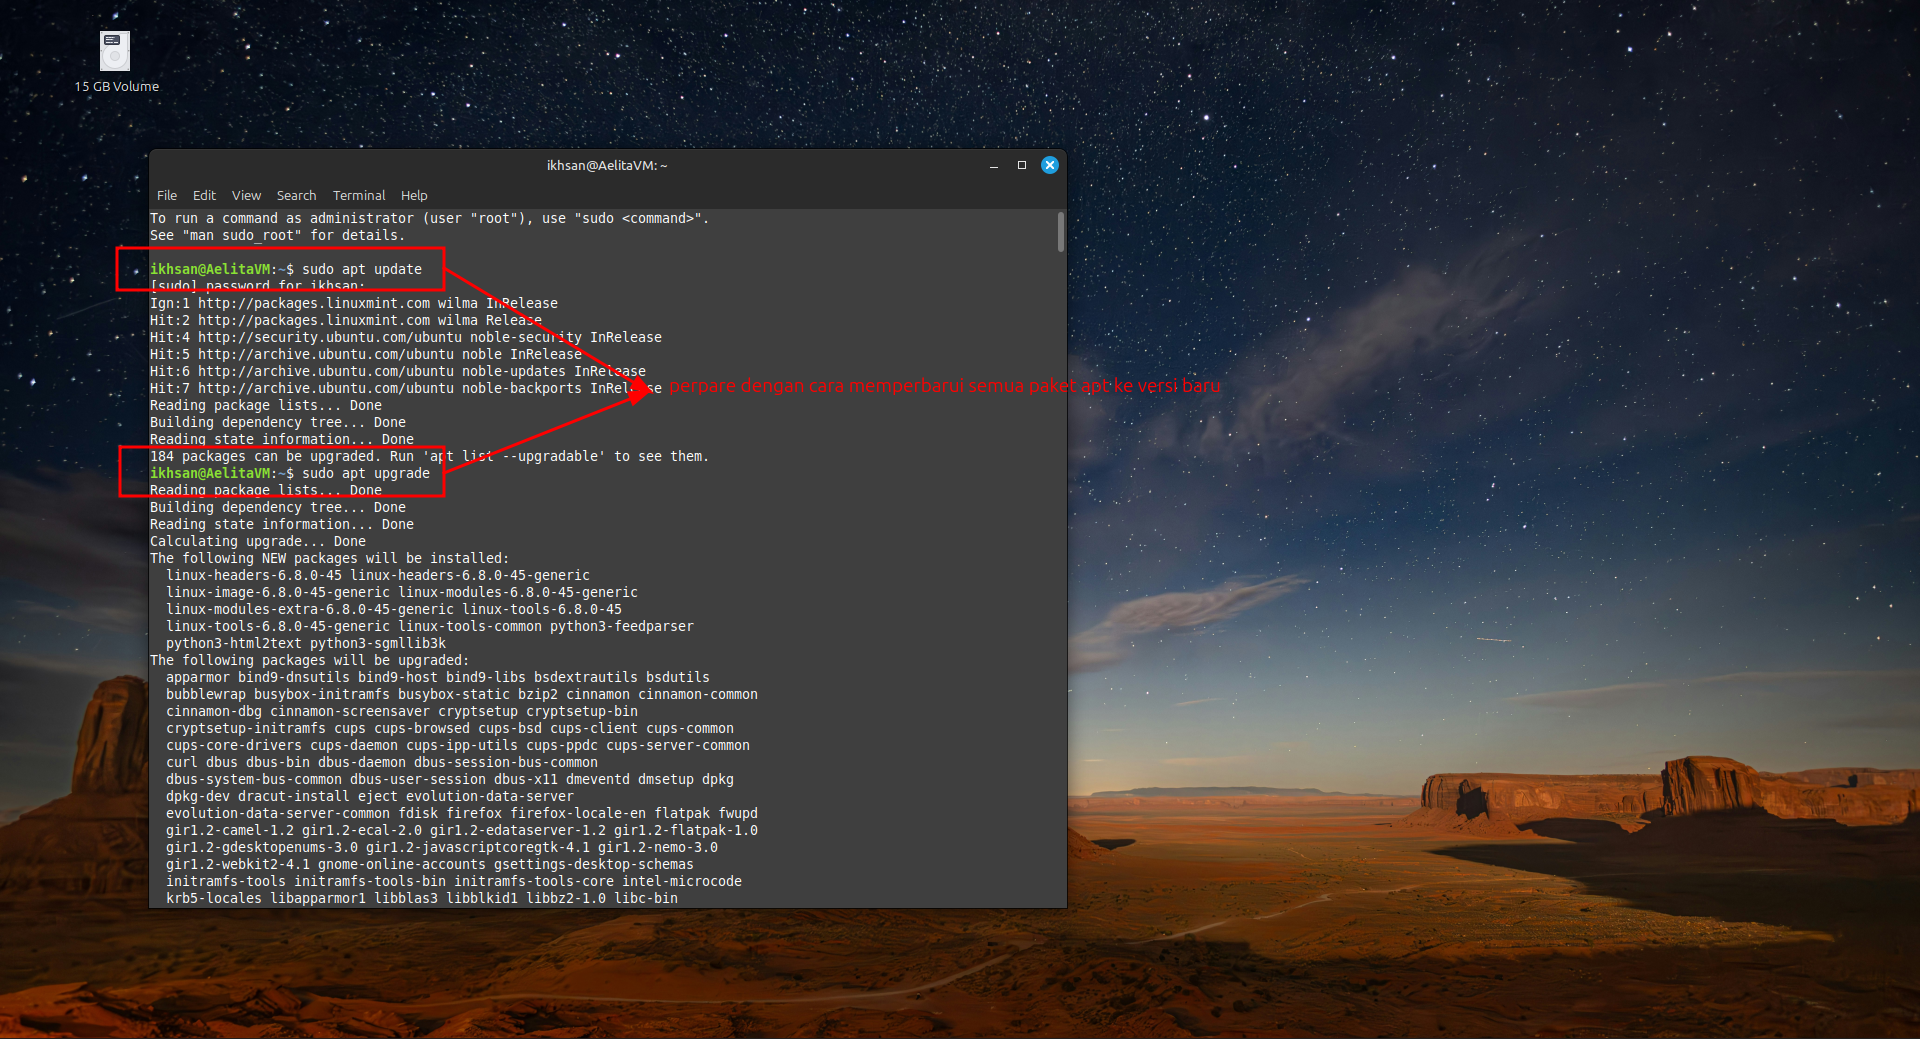 15 GB Volume
ikhsan@AelitaVM: ~
File Edit View Search Terminal Help
To run a command as administrator (user "root"), use "sudo <command>".
See "man sudo_root" for details.
ikhsan@AelitaVM:~$ sudo apt update
[sudo] password for ikhsan:
Ign:1 http://packages.linuxmint.com wilma InRelease
Hit:2 http://packages.linuxmint.com wilma Release
Hit:4 http://security.ubuntu.com/ubuntu noble-security InRelease
Hit:5 http://archive.ubuntu.com/ubuntu noble InRelease
Hit:6 http://archive.ubuntu.com/ubuntu noble-updates InRelease
Hit:7 http://archive.ubuntu.com/ubuntu noble-backports InRelease
perpare dengan cara memperbarui semua paket apt ke versi baru
Reading package lists... Done
Building dependency tree... Done
Reading state information... Done
184 packages can be upgraded. Run 'apt list --upgradable' to see them.
ikhsan@AelitaVM:~$ sudo apt upgrade
Reading package lists... Done
Building dependency tree... Done
Reading state information... Done
Calculating upgrade... Done
The following NEW packages will be installed:
linux-headers-6.8.0-45 linux-headers-6.8.0-45-generic
linux-image-6.8.0-45-generic linux-modules-6.8.0-45-generic
linux-modules-extra-6.8.0-45-generic linux-tools-6.8.0-45
linux-tools-6.8.0-45-generic linux-tools-common python3-feedparser
python3-html2text python3-sgmllib3k
The following packages will be upgraded:
apparmor bind9-dnsutils bind9-host bind9-libs bsdextrautils bsdutils
bubblewrap busybox-initramfs busybox-static bzip2 cinnamon cinnamon-common
cinnamon-dbg cinnamon-screensaver cryptsetup cryptsetup-bin
cryptsetup-initramfs cups cups-browsed cups-bsd cups-client cups-common
cups-core-drivers cups-daemon cups-ipp-utils cups-ppdc cups-server-common
curl dbus dbus-bin dbus-daemon dbus-session-bus-common
dbus-system-bus-common dbus-user-session dbus-x11 dmeventd dmsetup dpkg
dpkg-dev dracut-install eject evolution-data-server
evolution-data-server-common fdisk firefox firefox-locale-en flatpak fwupd
gir1.2-camel-1.2 gir1.2-ecal-2.0 gir1.2-edataserver-1.2 gir1.2-flatpak-1.0
gir1.2-gdesktopenums-3.0 gir1.2-javascriptcoregtk-4.1 gir1.2-nemo-3.0
gir1.2-webkit2-4.1 gnome-online-accounts gsettings-desktop-schemas
initramfs-tools initramfs-tools-bin initramfs-tools-core intel-microcode
krb5-locales libapparmor1 libblas3 libblkid1 libbz2-1.0 libc-bin